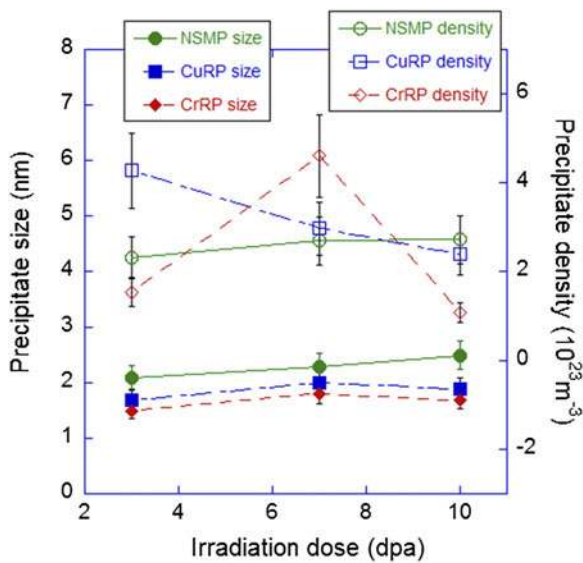 NSMP size
CuRP size
CrRP size
NSMP density
CuRP density
CrRP density
8
7
6
5
4
3
2
1
0
Precipitate size (nm)
6
4
2
0
-2
Precipitate density (10²³m⁻³)
2 4 6 8 10
Irradiation dose (dpa)